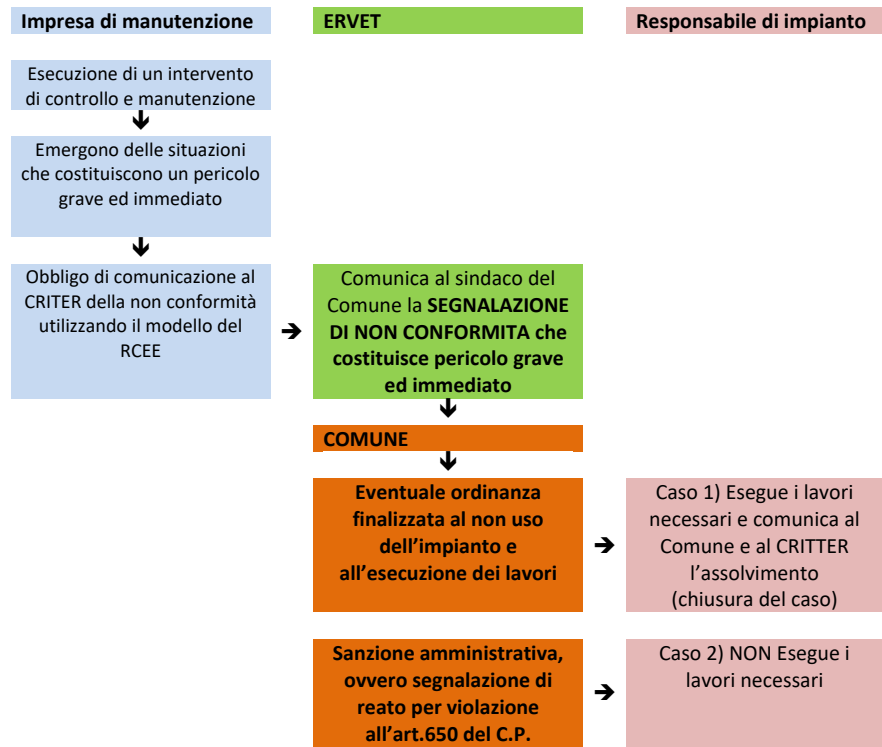 Impresa di manutenzione
ERVET
Responsabile di impianto
Esecuzione di un intervento
di controllo e manutenzione
Emergono delle situazioni
che costituiscono un pericolo
grave ed immediato
Obbligo di comunicazione al
CRITER della non conformità
utilizzando il modello del
RCEE
Comunica al sindaco del
Comune la SEGNALAZIONE
DI NON CONFORMITA che
costituisce pericolo grave
ed immediato
COMUNE
Eventuale ordinanza
finalizzata al non uso
dell'impianto e
all'esecuzione dei lavori
Caso 1) Esegue i lavori
necessari e comunica al
Comune e al CRITTER
l'assolvimento
(chiusura del caso)
Sanzione amministrativa,
ovvero segnalazione di
reato per violazione
all'art.650 del C.P.
Caso 2) NON Esegue i
lavori necessari